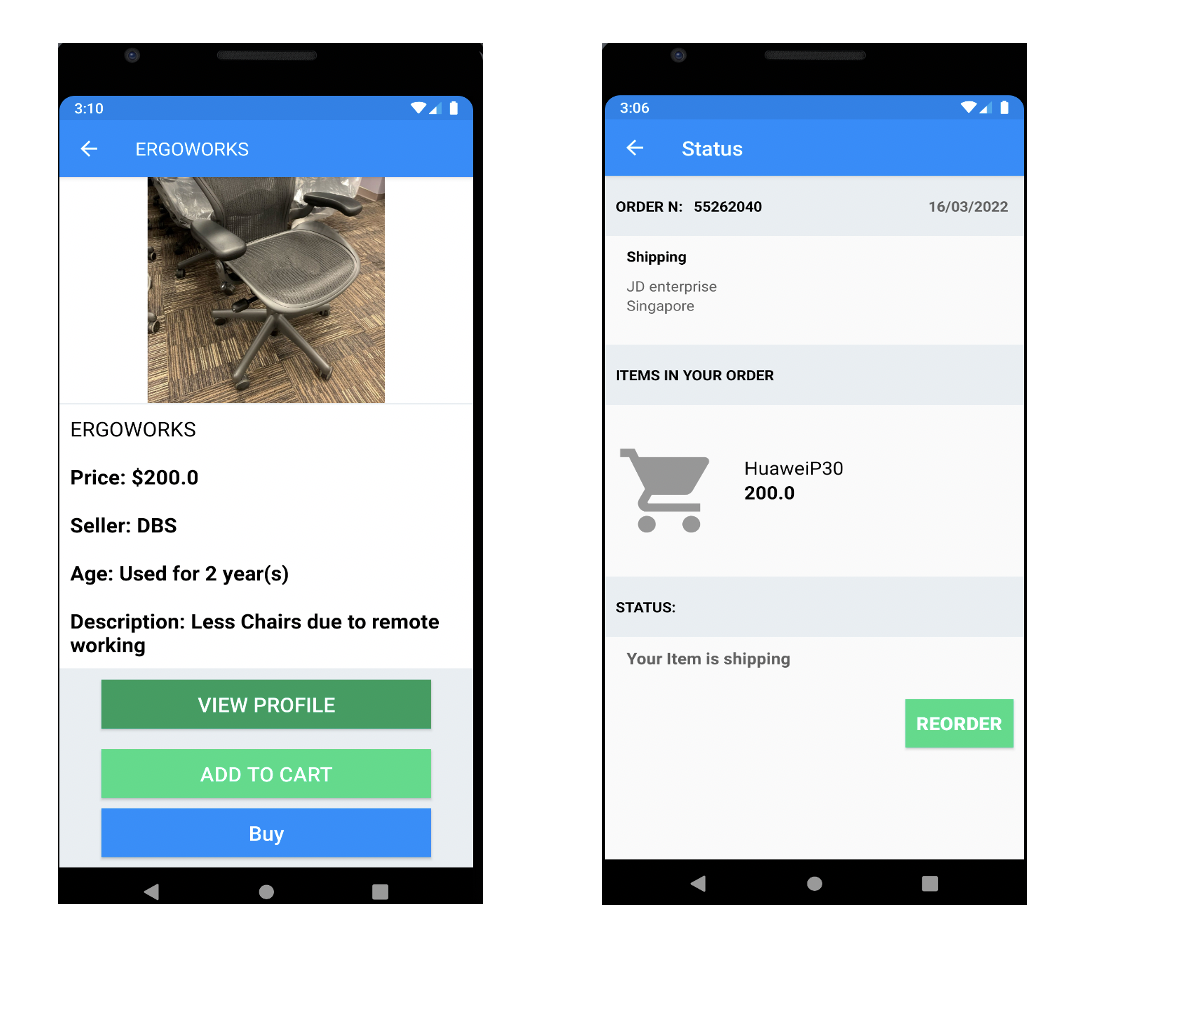 3:10
ERGOWORKS
ERGOWORKS
Price: $200.0
Seller: DBS
Age: Used for 2 year(s)
Description: Less Chairs due to remote
working
VIEW PROFILE
ADD TO CART
Buy
3:06
Status
ORDER N: 55262040 16/03/2022
Shipping
JD enterprise
Singapore
ITEMS IN YOUR ORDER
HuaweiP30
200.0
STATUS:
Your Item is shipping
REORDER